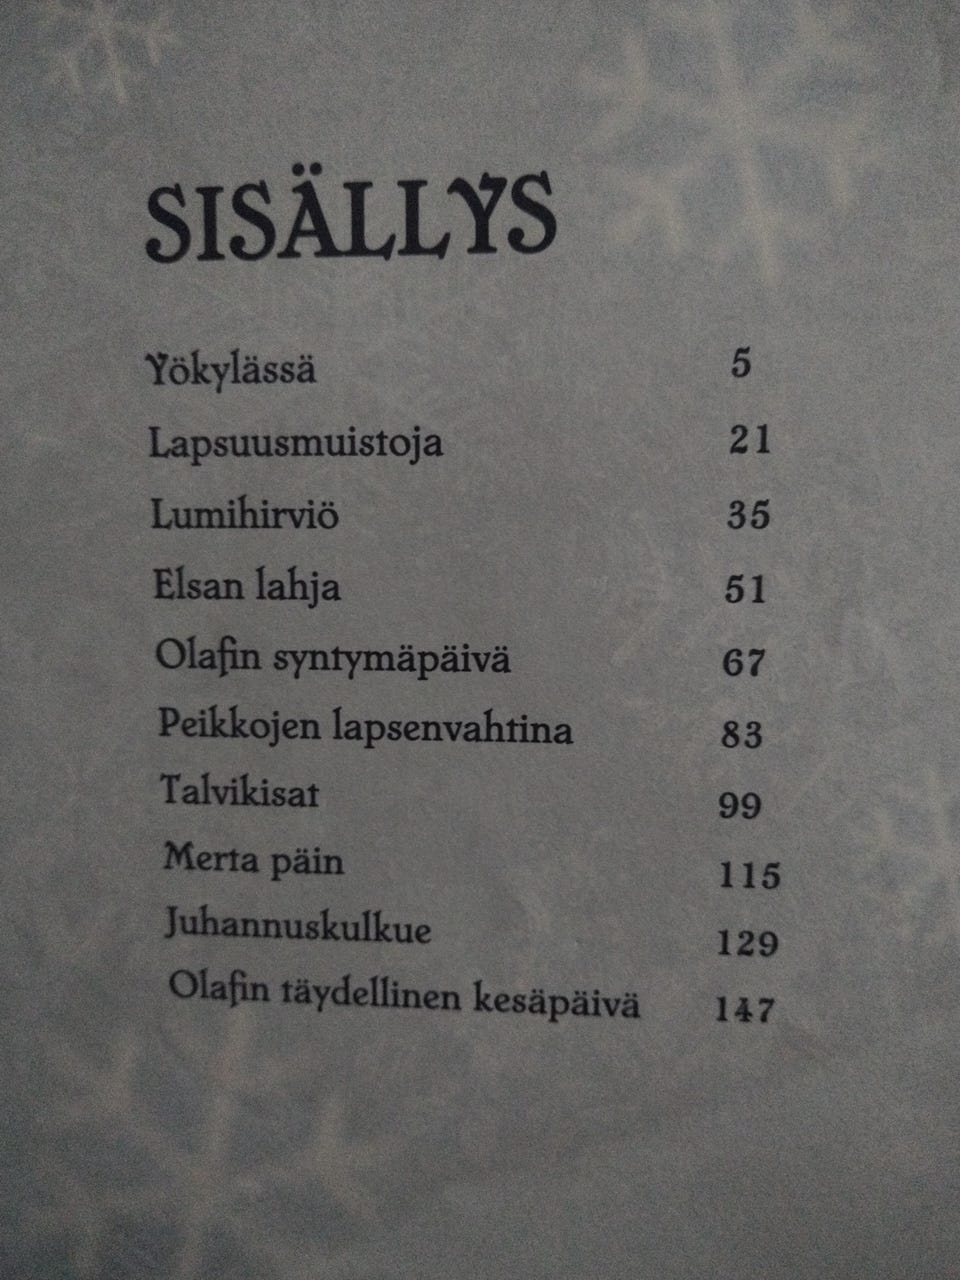 SISÄLLYS
Yökylässä 5
Lapsuusmuistoja 21
Lumihirviö 35
Elsan lahja 51
Olafin syntymäpäivä 67
Peikkojen lapsenvahtina 83
Talvikisat 99
Merta päin 115
Juhannuskulkue 129
Olafin täydellinen kesäpäivä 147